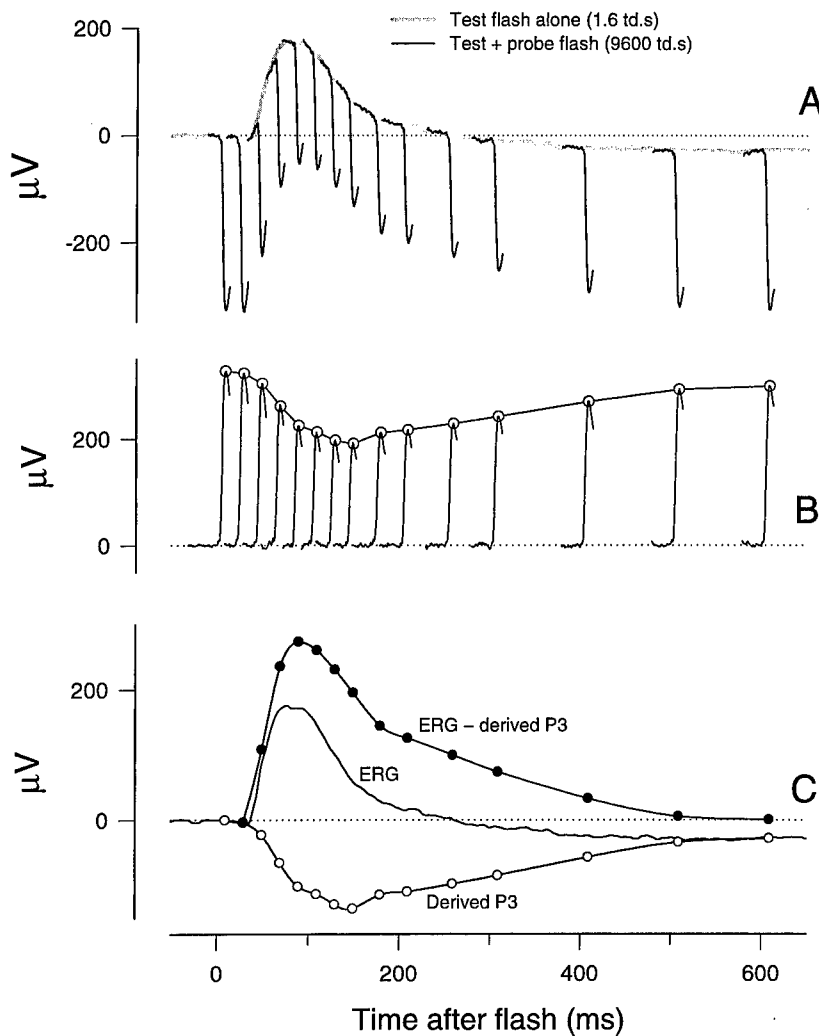 Test flash alone (1.6 td.s)
Test + probe flash (9600 td.s)
A
200
0
-200
μV
B
200
0
μV
C
200
0
μV
ERG – derived P3
ERG
Derived P3
0
200
400
600
Time after flash (ms)